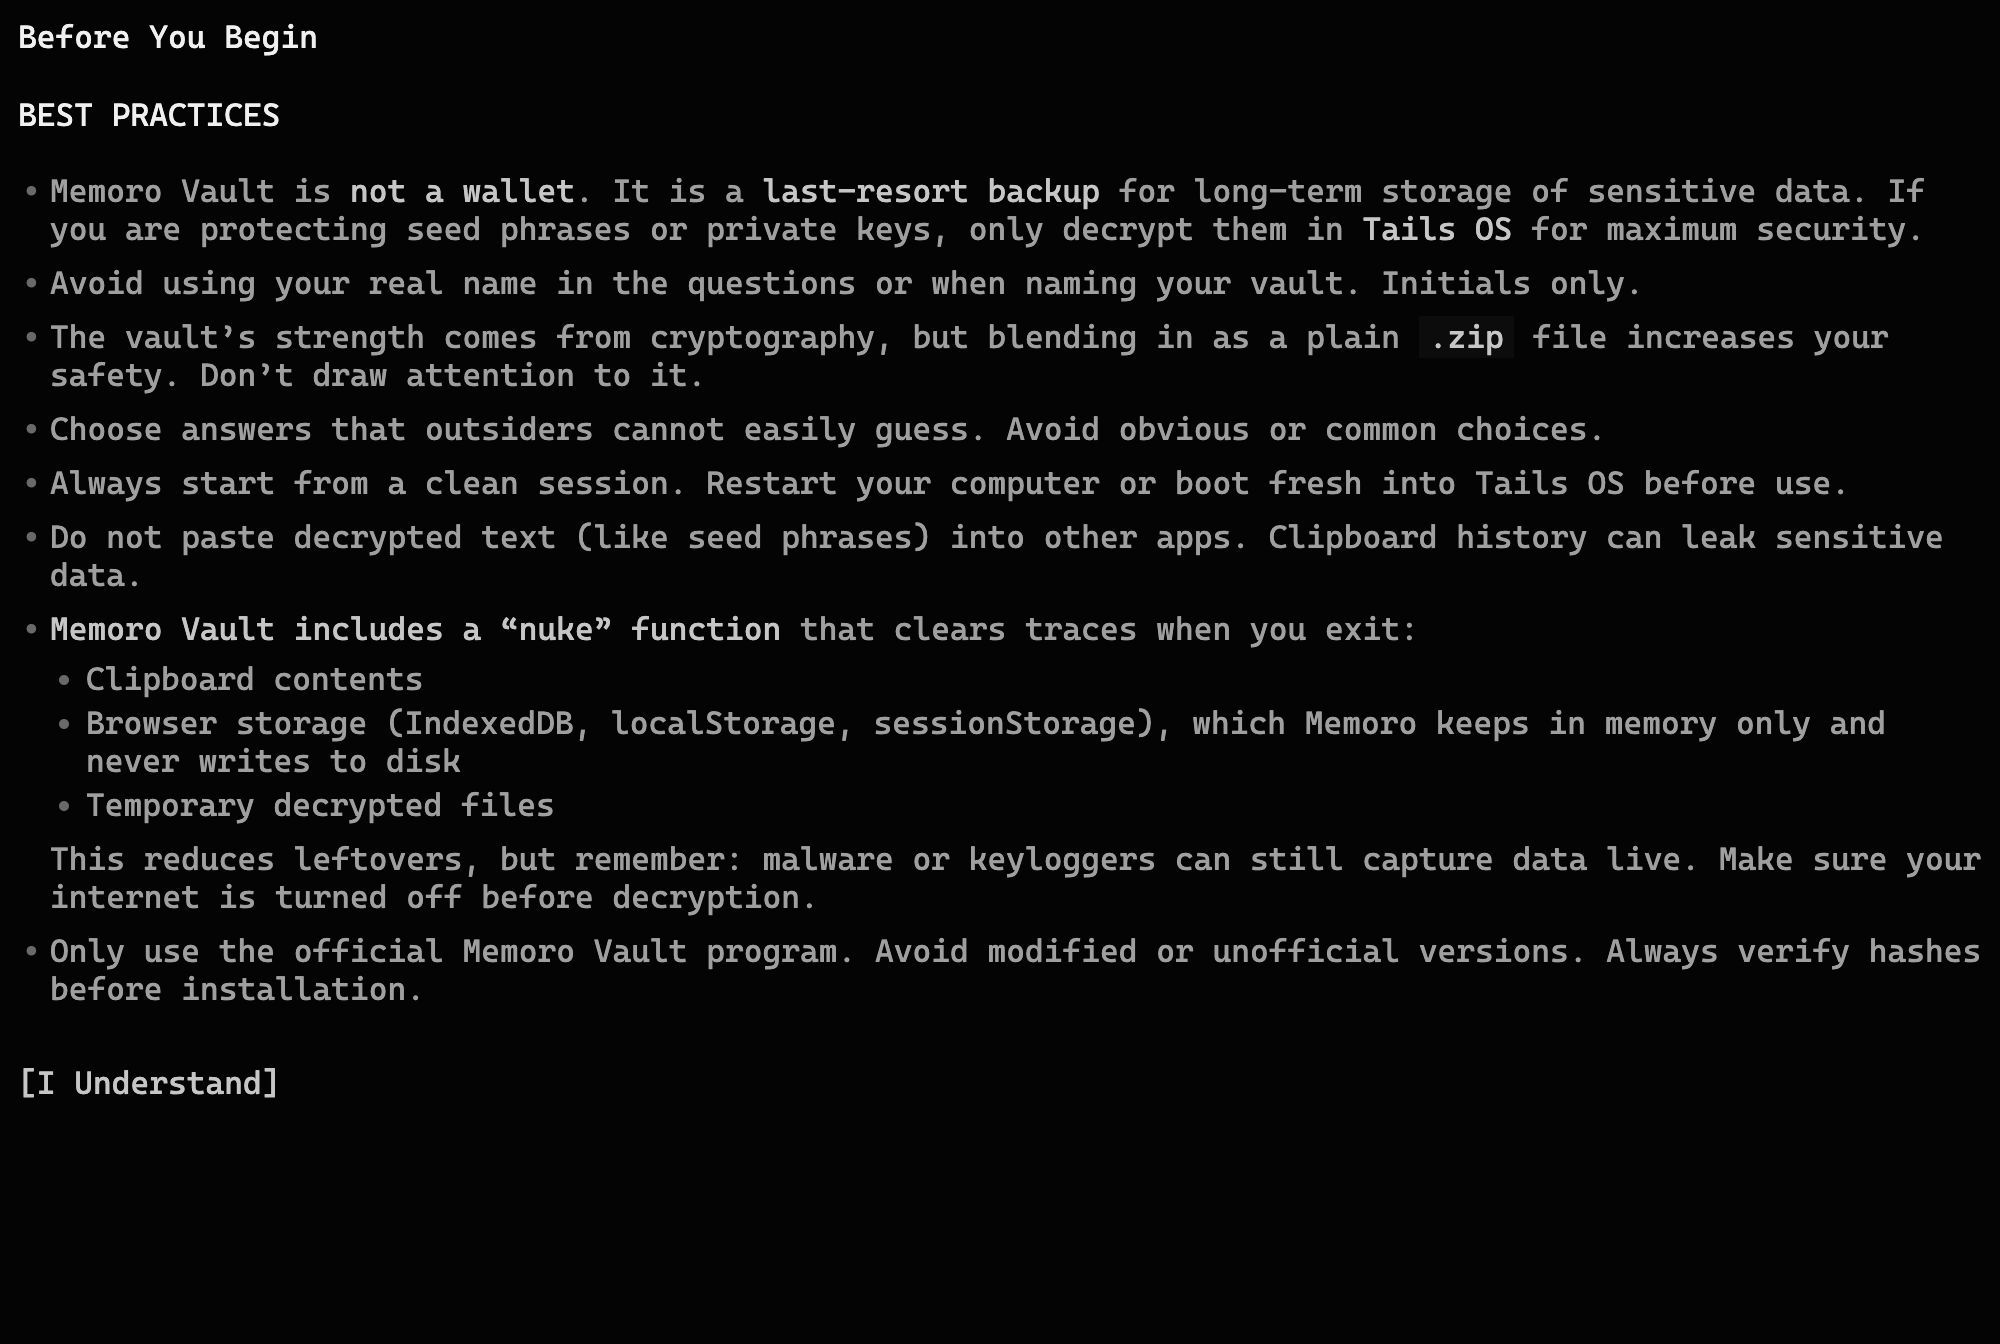 Before You Begin
BEST PRACTICES
• Memoro Vault is not a wallet. It is a last-resort backup for long-term storage of sensitive data. If
you are protecting seed phrases or private keys, only decrypt them in Tails OS for maximum security.
• Avoid using your real name in the questions or when naming your vault. Initials only.
• The vault’s strength comes from cryptography, but blending in as a plain .zip file increases your
safety. Don’t draw attention to it.
• Choose answers that outsiders cannot easily guess. Avoid obvious or common choices.
• Always start from a clean session. Restart your computer or boot fresh into Tails OS before use.
• Do not paste decrypted text (like seed phrases) into other apps. Clipboard history can leak sensitive
data.
• Memoro Vault includes a “nuke” function that clears traces when you exit:
• Clipboard contents
• Browser storage (IndexedDB, localStorage, sessionStorage), which Memoro keeps in memory only and
never writes to disk
• Temporary decrypted files
This reduces leftovers, but remember: malware or keyloggers can still capture data live. Make sure your
internet is turned off before decryption.
• Only use the official Memoro Vault program. Avoid modified or unofficial versions. Always verify hashes
before installation.
[I Understand]